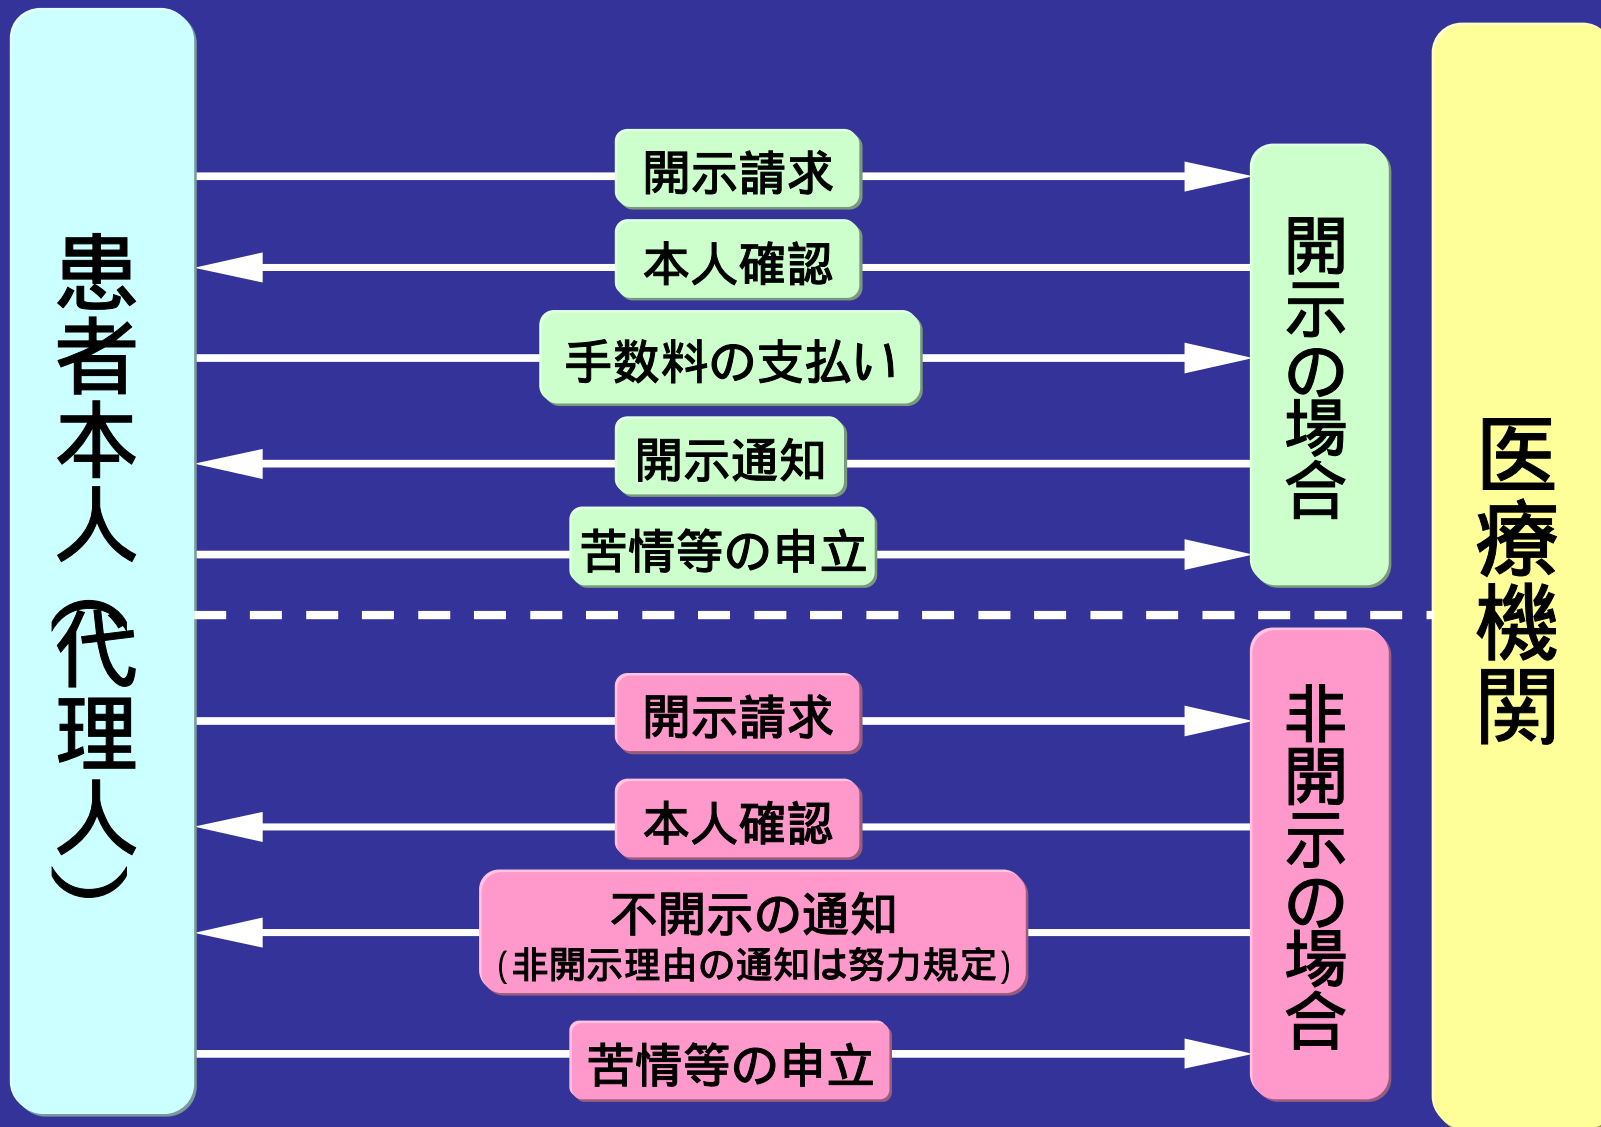 患者本人（代理人）
開示請求
本人確認
手数料の支払い
開示通知
苦情等の申立
開示の場合
開示請求
本人確認
不開示の通知
（非開示理由の通知は努力規定）
苦情等の申立
非開示の場合
医療機関